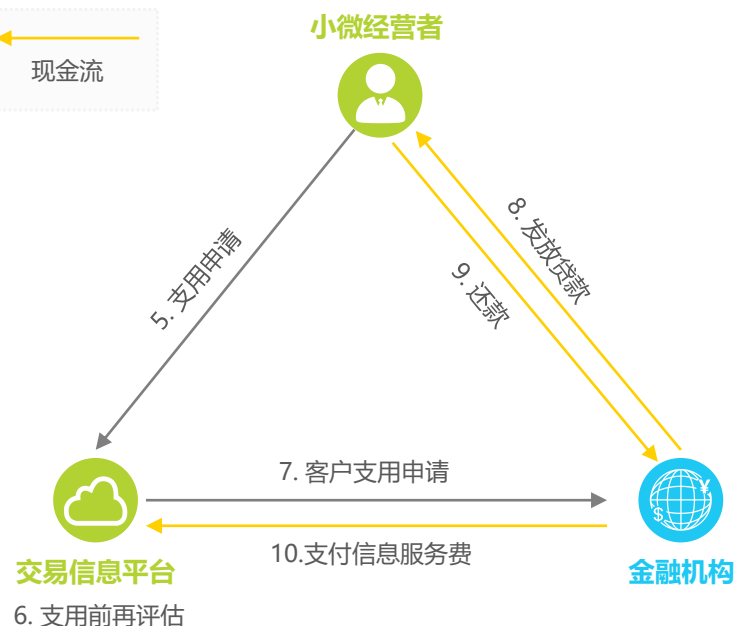 小微经营者
现金流
8. 发放贷款
5. 支用申请
9. 还款
7. 客户支用申请
10.支付信息服务费
交易信息平台
金融机构
6. 支用前再评估